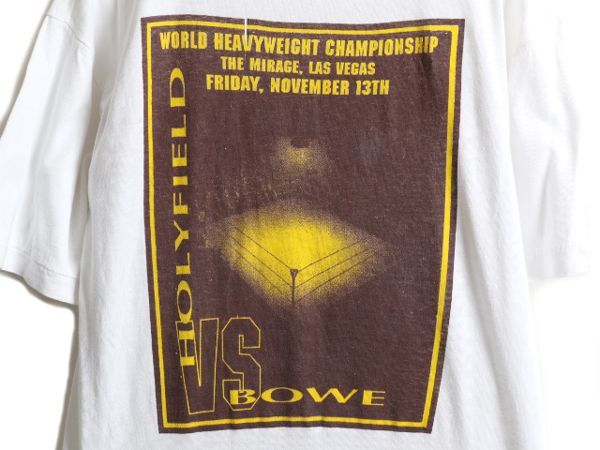 WORLD HEAVYWEIGHT CHAMPIONSHIP
THE MIRAGE, LAS VEGAS
FRIDAY, NOVEMBER 13TH
HOLYFIELD
VS
BOWE